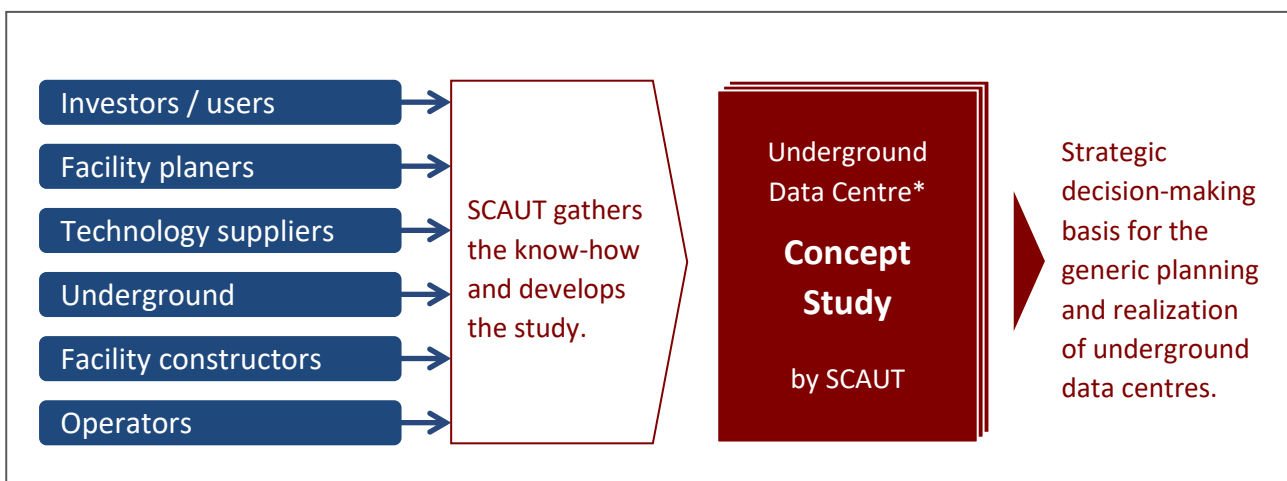 Investors / users
Facility planers
Technology suppliers
Underground
Facility constructors
Operators
SCAUT gathers
the know-how
and develops
the study.
Underground
Data Centre*
Concept
Study
by SCAUT
Strategic
decision-making
basis for the
generic planning
and realization
of underground
data centres.